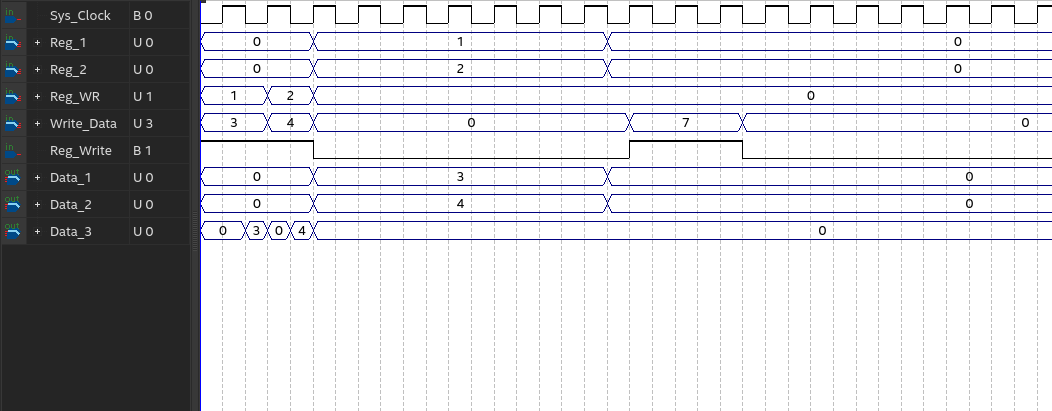 in Sys_Clock B 0
in + Reg_1 U 0 0 1 0
in + Reg_2 U 0 0 2 0
in + Reg_WR U 1 1 2 0
in + Write_Data U 3 3 4 0 7 0
in Reg_Write B 1
out + Data_1 U 0 0 3 0
out + Data_2 U 0 0 4 0
out + Data_3 U 0 0 3 0 4 0